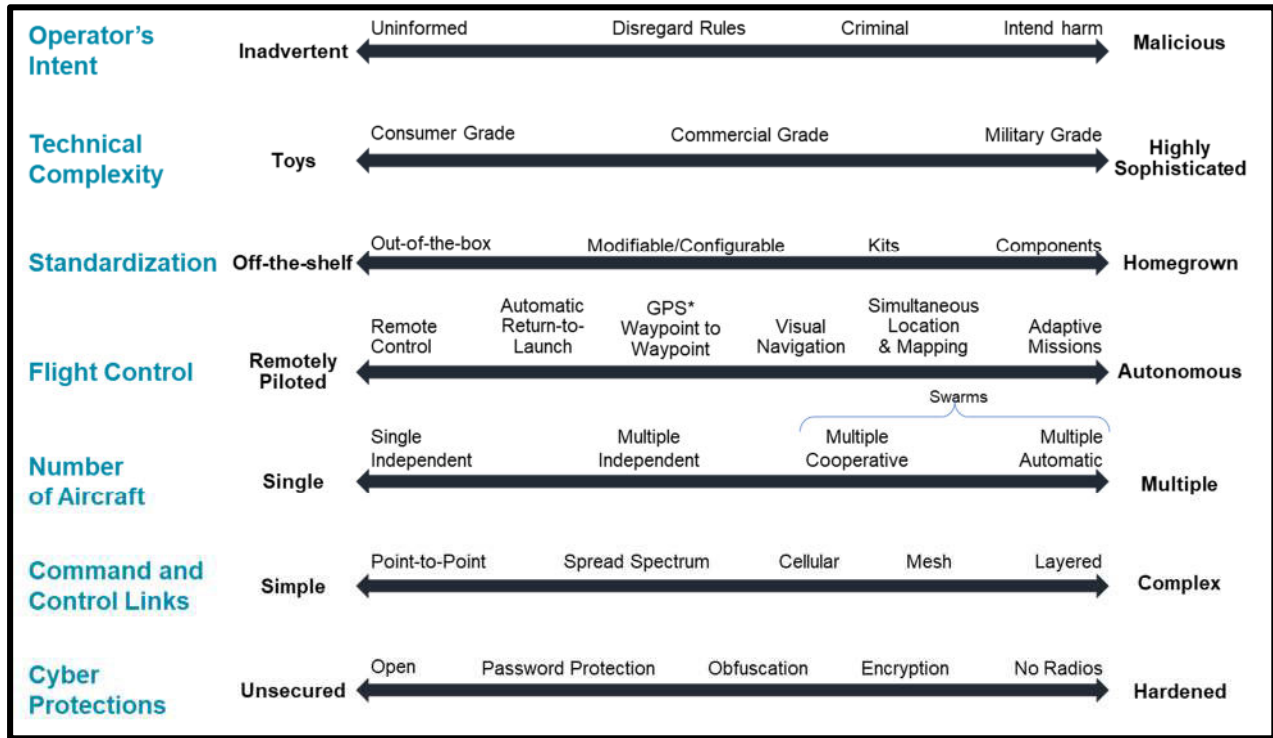 Operator's
Intent
Inadvertent
Uninformed
Disregard Rules
Criminal
Intend harm
Malicious
Technical
Complexity
Toys
Consumer Grade
Commercial Grade
Military Grade
Highly
Sophisticated
Standardization
Off-the-shelf
Out-of-the-box
Modifiable/Configurable
Kits
Components
Homegrown
Flight Control
Remotely
Piloted
Remote
Control
Automatic
Return-to-
Launch
GPS*
Waypoint to
Waypoint
Visual
Navigation
Simultaneous
Location
& Mapping
Adaptive
Missions
Autonomous
Number
of Aircraft
Single
Single
Independent
Multiple
Independent
Swarms
Multiple
Cooperative
Multiple
Automatic
Multiple
Command and
Control Links
Simple
Point-to-Point
Spread Spectrum
Cellular
Mesh
Layered
Complex
Cyber
Protections
Unsecured
Open
Password Protection
Obfuscation
Encryption
No Radios
Hardened